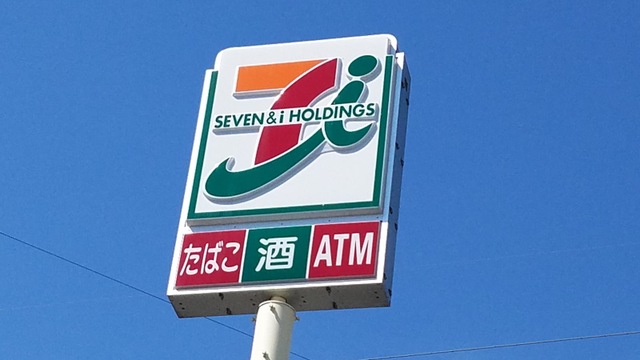 SEVEN & i HOLDINGS
たばこ 酒 ATM